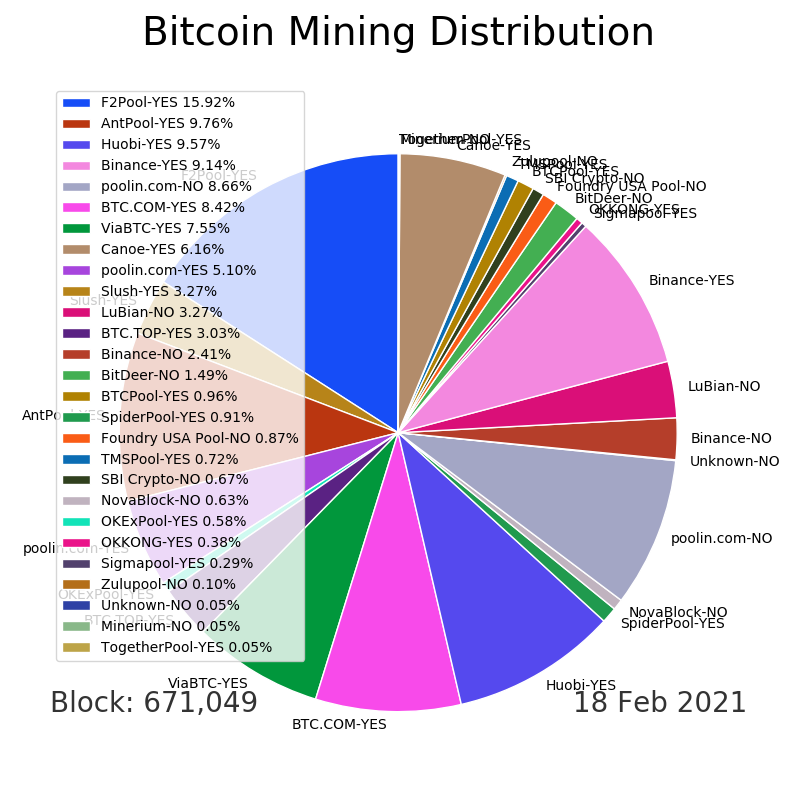 Bitcoin Mining Distribution
F2Pool-YES 15.92%
AntPool-YES 9.76%
Huobi-YES 9.57%
Binance-YES 9.14%
poolin.com-NO 8.66%
BTC.COM-YES 8.42%
ViaBTC-YES 7.55%
Canoe-YES 6.16%
poolin.com-YES 5.10%
Slush-YES 3.27%
LuBian-NO 3.27%
BTC.TOP-YES 3.03%
Binance-NO 2.41%
BitDeer-NO 1.49%
BTCPool-YES 0.96%
SpiderPool-YES 0.91%
Foundry USA Pool-NO 0.87%
TMSPool-YES 0.72%
SBI Crypto-NO 0.67%
NovaBlock-NO 0.63%
OKExPool-YES 0.58%
OKKONG-YES 0.38%
Sigmapool-YES 0.29%
Zulupool-NO 0.10%
Unknown-NO 0.05%
Minerium-NO 0.05%
TogetherPool-YES 0.05%
F2Pool-YES
Slush-YES
AntPool-YES
poolin.com-YES
OKExPool-YES
BTC.TOP-YES
ViaBTC-YES
BTC.COM-YES
Huobi-YES
SpiderPool-YES
NovaBlock-NO
poolin.com-NO
Unknown-NO
Binance-NO
LuBian-NO
Binance-YES
Sigmapool-YES
OKKONG-YES
BitDeer-NO
Foundry USA Pool-NO
SBI Crypto-NO
BTCPool-YES
TMSPool-YES
Zulupool-NO
Canoe-YES
Minerium-NO
TogetherPool-YES
Block: 671,049
18 Feb 2021